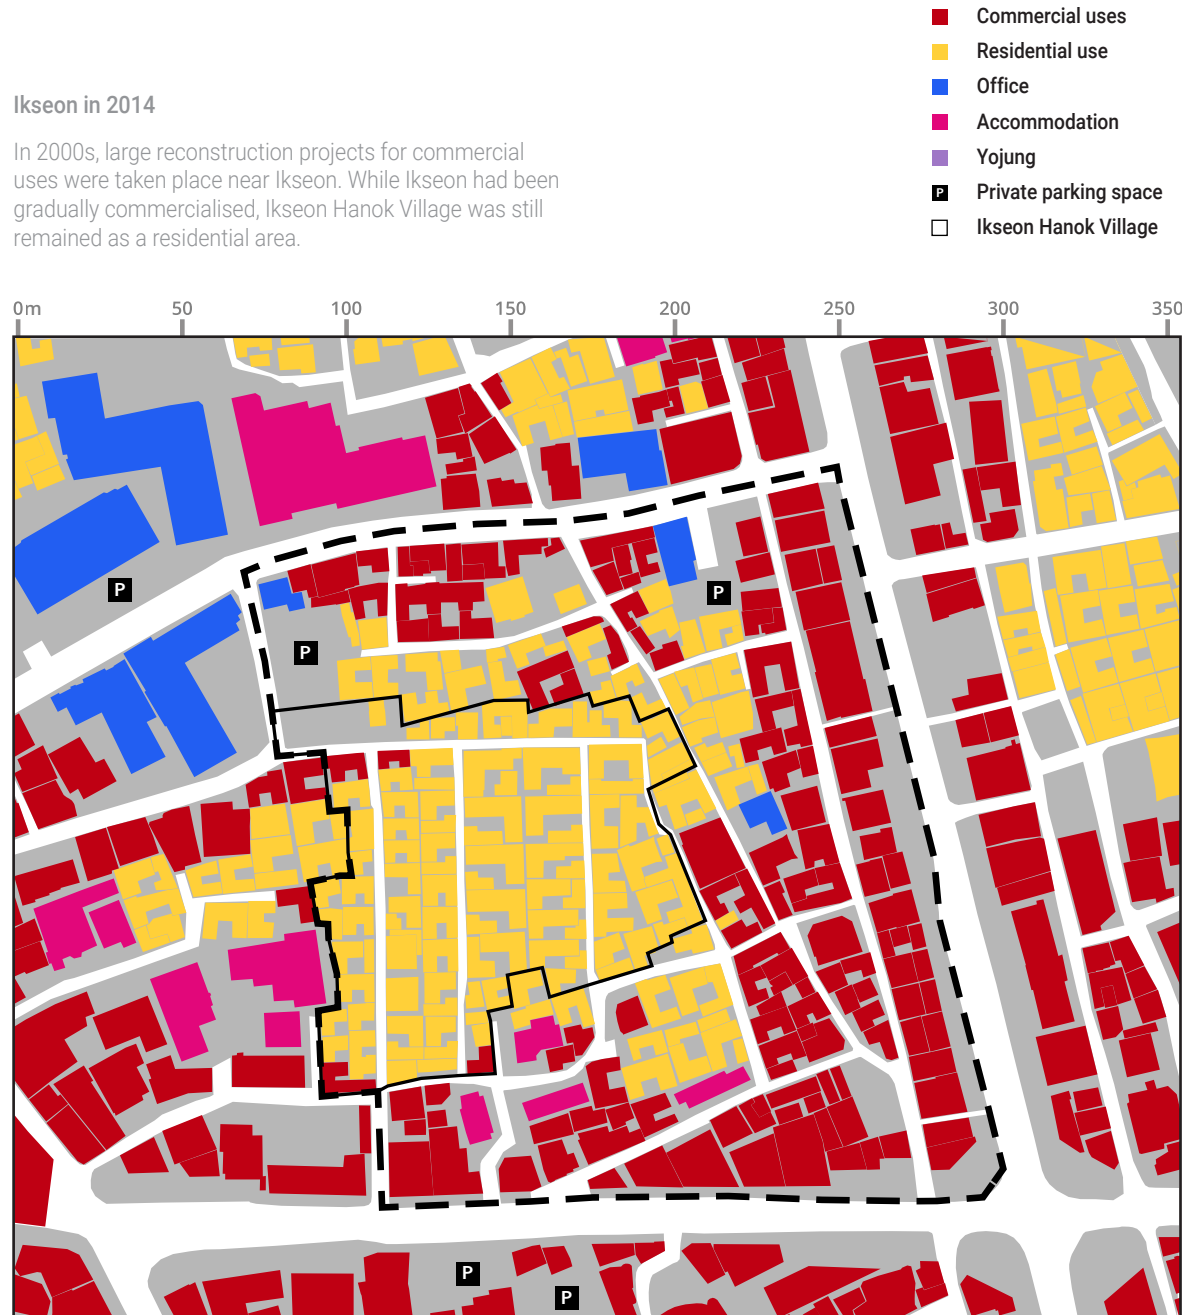 Commercial uses
Residential use
Office
Accommodation
Yojung
P Private parking space
Ikseon Hanok Village
Ikseon in 2014
In 2000s, large reconstruction projects for commercial
uses were taken place near Ikseon. While Ikseon had been
gradually commercialised, Ikseon Hanok Village was still
remained as a residential area.
0m 50 100 150 200 250 300 350
P
P
P
P
P